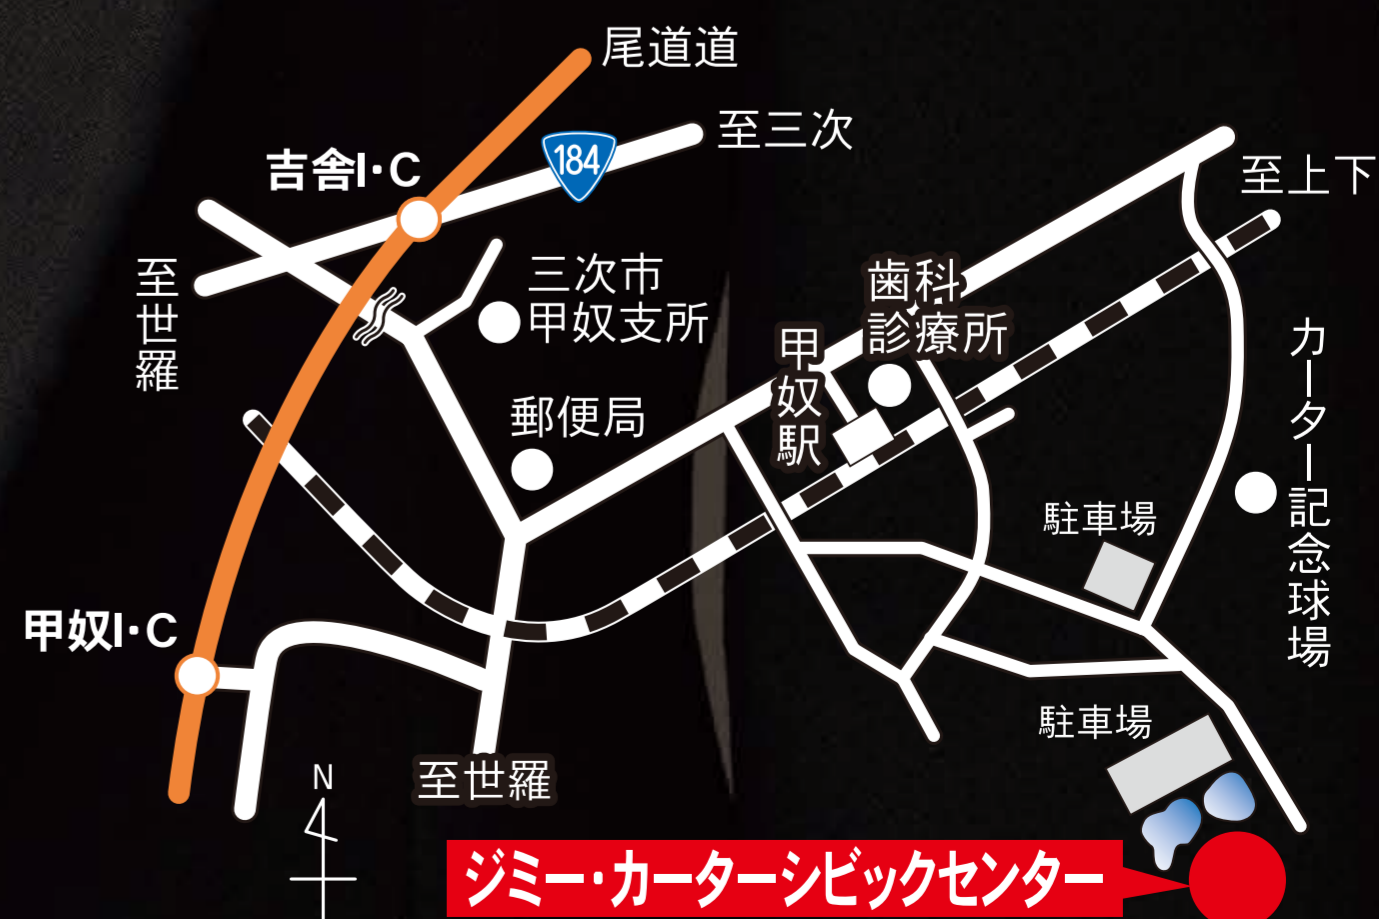 尾道道
至三次
184
吉舎I・C
至上下
至世羅
三次市
甲奴支所
歯科
診療所
甲奴駅
カーター記念球場
郵便局
駐車場
甲奴I・C
駐車場
至世羅
N
ジミー・カーターシビックセンター